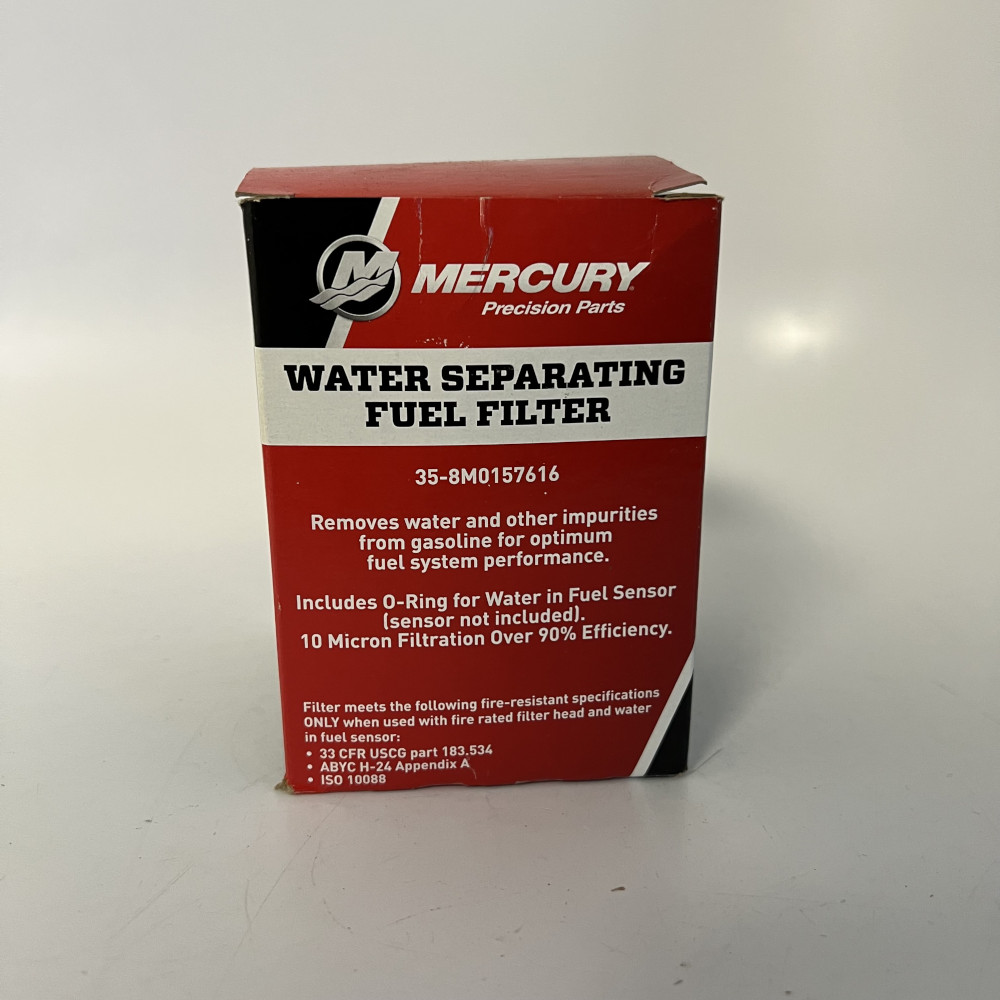 M
MERCURY
Precision Parts
WATER SEPARATING
FUEL FILTER
35-8M0157616
Removes water and other impurities
from gasoline for optimum
fuel system performance.
Includes O-Ring for Water in Fuel Sensor
(sensor not included).
10 Micron Filtration Over 90% Efficiency.
Filter meets the following fire-resistant specifications
ONLY when used with fire rated filter head and water
in fuel sensor:
• 33 CFR USCG part 183.534
• ABYC H-24 Appendix A
• ISO 10088